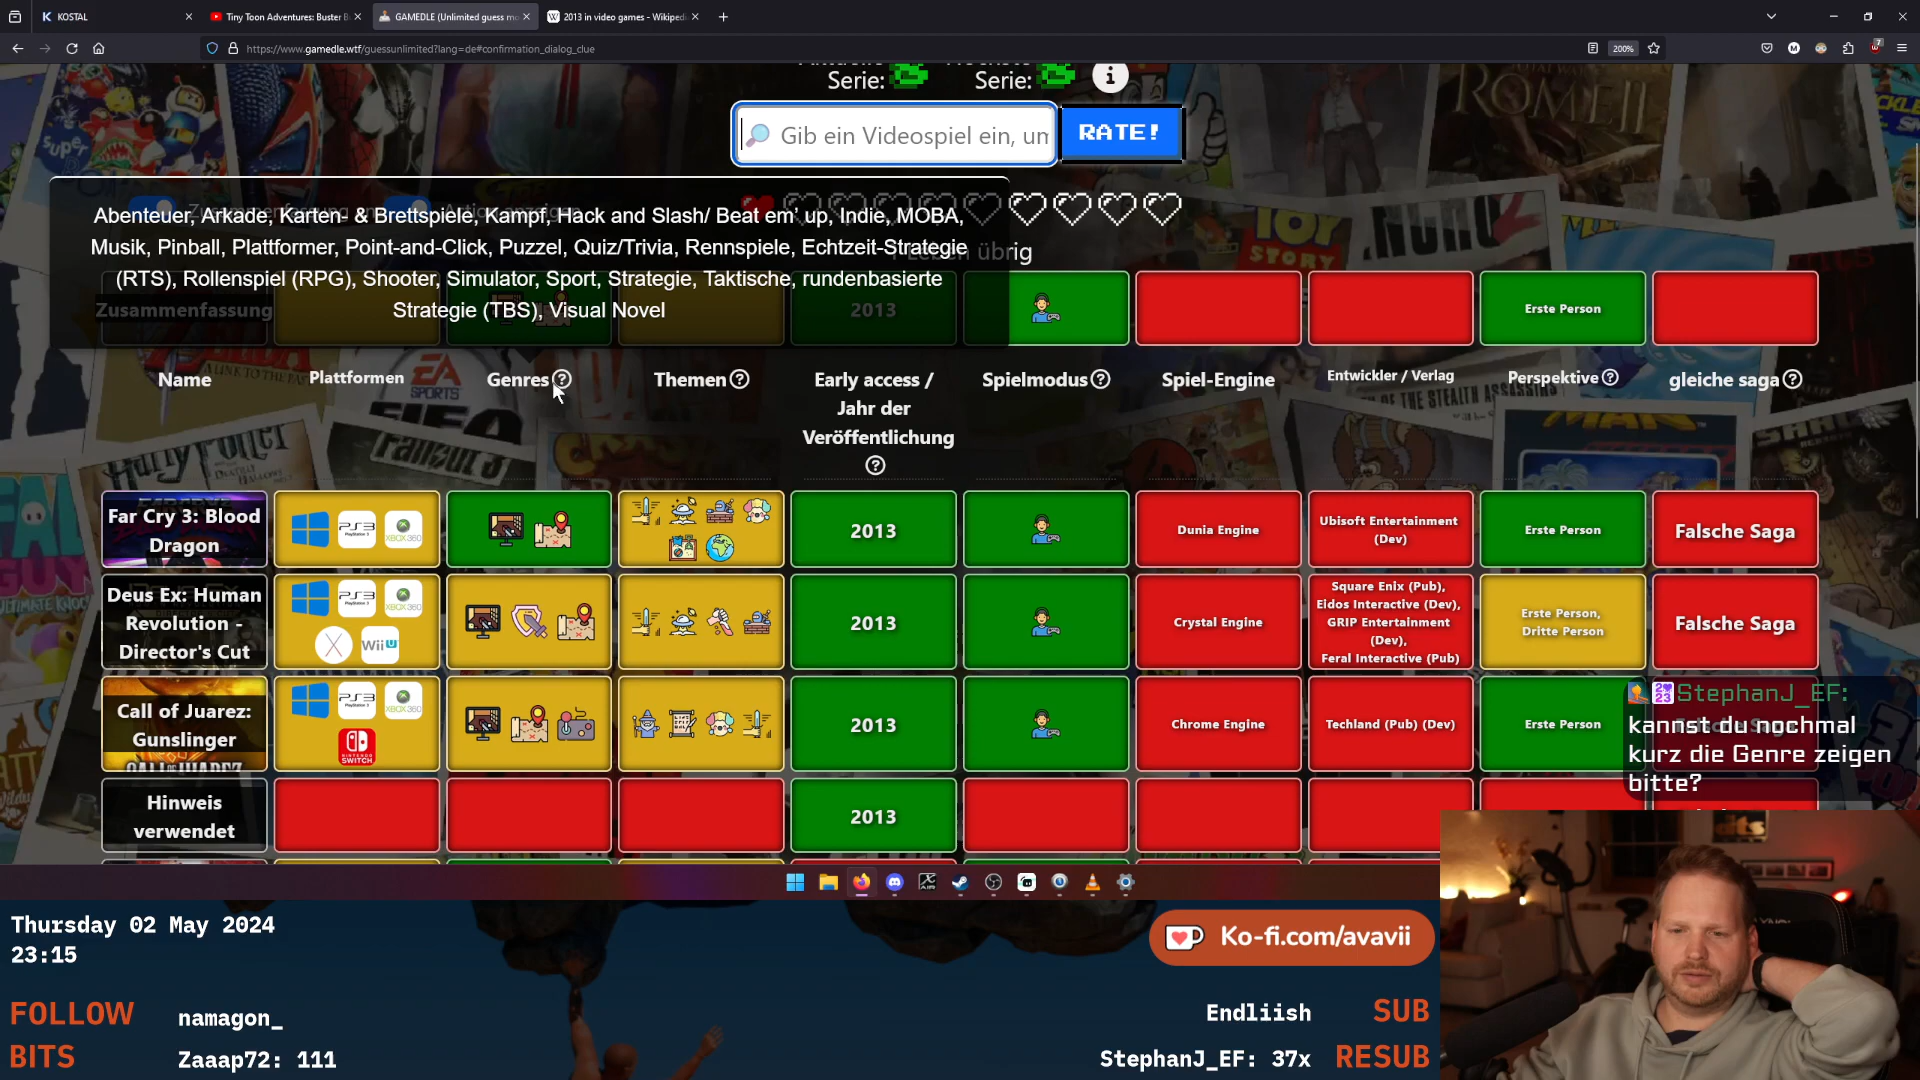 KOSTAL
Tiny Toon Adventures: Buster B
GAMEDLE (Unlimited guess mo
2013 in video games - Wikiped
https://www.gamedle.wtf/guessunlimited?lang=de#confirmation_dialog_clue
200%
Serie:
Serie:
Gib ein Videospiel ein, um
RATE!
Abenteuer, Arkade, Karten- & Brettspiele, Kampf, Hack and Slash/ Beat em' up, Indie, MOBA,
Musik, Pinball, Plattformer, Point-and-Click, Puzzel, Quiz/Trivia, Rennspiele, Echtzeit-Strategie
(RTS), Rollenspiel (RPG), Shooter, Simulator, Sport, Strategie, Taktische, rundenbasierte
Strategie (TBS), Visual Novel
übrig
Zusammenfassung
2013
Erste Person
Name
Plattformen
Genres
Themen
Early access /
Jahr der
Veröffentlichung
Spielmodus
Spiel-Engine
Entwickler / Verlag
Perspektive
gleiche saga
Far Cry 3: Blood
Dragon
2013
Dunia Engine
Ubisoft Entertainment
(Dev)
Erste Person
Falsche Saga
Deus Ex: Human
Revolution -
Director's Cut
2013
Crystal Engine
Square Enix (Pub),
Eidos Interactive (Dev),
GRIP Entertainment
(Dev),
Feral Interactive (Pub)
Erste Person,
Dritte Person
Falsche Saga
Call of Juarez:
Gunslinger
2013
Chrome Engine
Techland (Pub) (Dev)
Erste Person
Hinweis
verwendet
2013
StephanJ_EF:
kannst du nochmal
kurz die Genre zeigen
bitte?
Thursday 02 May 2024
23:15
Ko-fi.com/avavii
FOLLOW
namagon_
BITS
Zaaap72: 111
Endliish
SUB
StephanJ_EF: 37x
RESUB